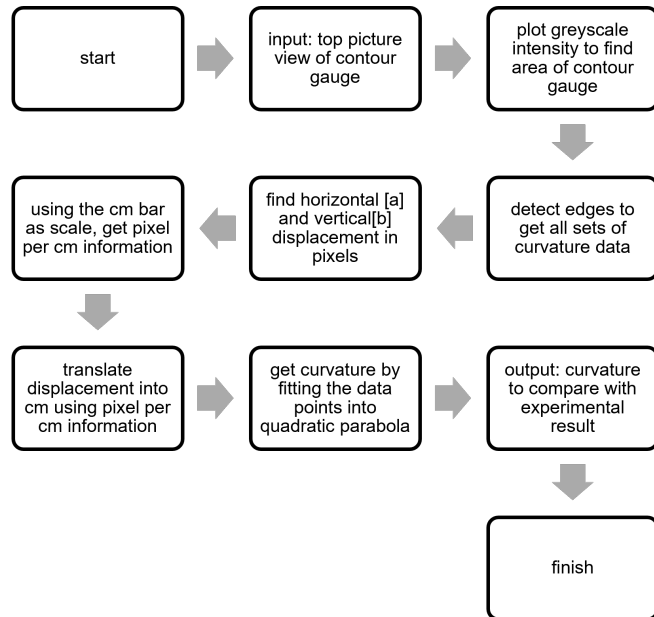 start
input: top picture
view of contour
gauge
plot greyscale
intensity to find
area of contour
gauge
detect edges to
get all sets of
curvature data
find horizontal [a]
and vertical[b]
displacement in
pixels
using the cm bar
as scale, get pixel
per cm information
translate
displacement into
cm using pixel per
cm information
get curvature by
fitting the data
points into
quadratic parabola
output: curvature
to compare with
experimental
result
finish